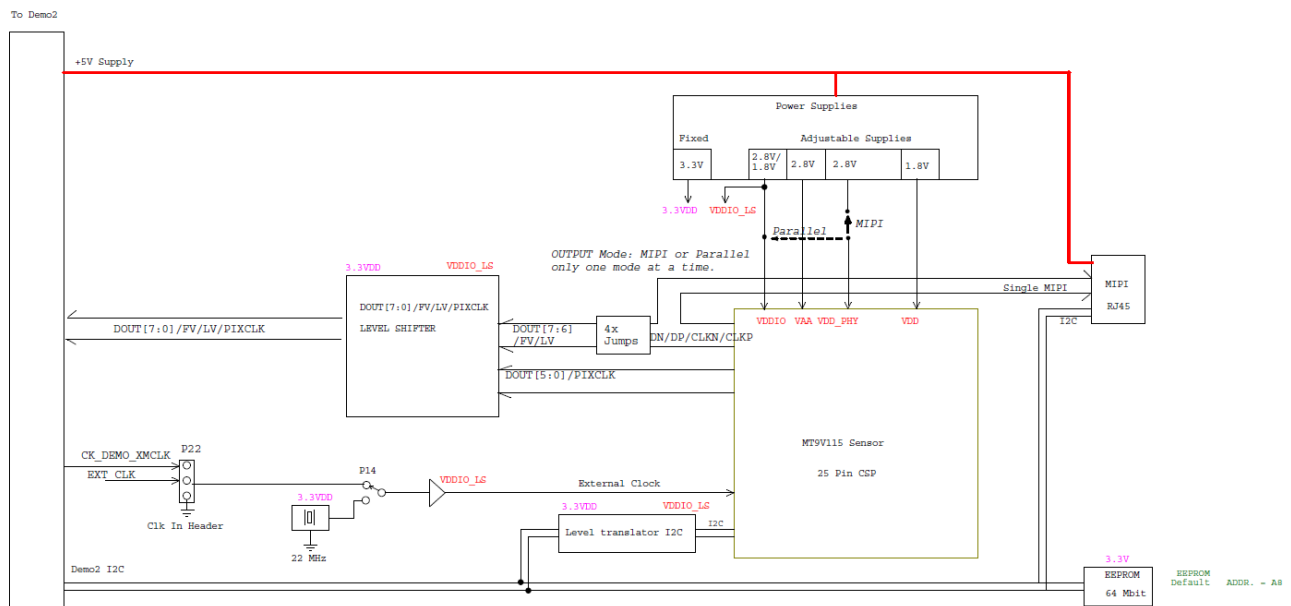 To Demo2
+5V Supply
Power Supplies
Fixed
Adjustable Supplies
3.3V
2.8V/
1.8V
2.8V
2.8V
1.8V
3.3VDD
VDDIO_LS
MIPI
Parallel
OUTPUT Mode: MIPI or Parallel
only one mode at a time.
3.3VDD
VDDIO_LS
DOUT[7:0]/FV/LV/PIXCLK
LEVEL SHIFTER
DOUT[7:0]/FV/LV/PIXCLK
DOUT[7:6]
/FV/LV
4x
Jumps
DN/DP/CLKN/CLKP
DOUT[5:0]/PIXCLK
Single MIPI
MIPI
RJ45
I2C
VDDIO
VAA
VDD_PHY
VDD
MT9V115 Sensor
25 Pin CSP
P22
CK_DEMO_XMCLK
EXT_CLK
Clk In Header
P14
3.3VDD
22 MHz
VDDIO_LS
External Clock
3.3VDD
VDDIO_LS
Level translator I2C
I2C
Demo2 I2C
3.3V
EEPROM
64 Mbit
EEPROM
Default ADDR. = A8